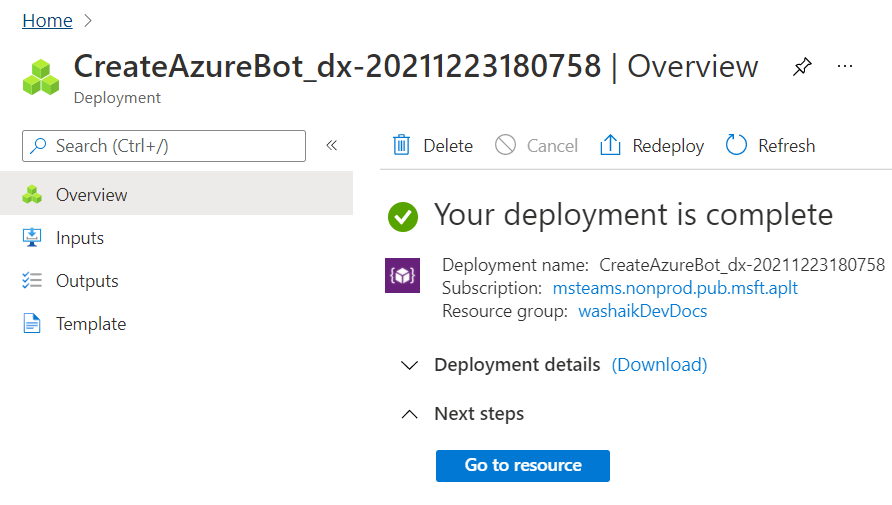 Home >
CreateAzureBot_dx-20211223180758 | Overview ...
Deployment
Search (Ctrl+/) «
Overview
Inputs
Outputs
Template
Delete Cancel Redeploy Refresh
Your deployment is complete
Deployment name: CreateAzureBot_dx-20211223180758
Subscription: msteams.nonprod.pub.msft.aplt
Resource group: washaikDevDocs
Deployment details (Download)
Next steps
Go to resource